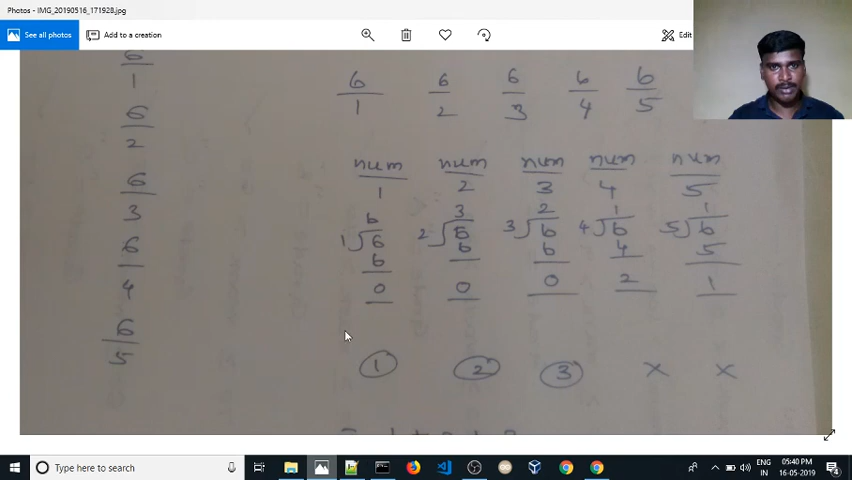 Photos - IMG_20190516_171928.jpg
See all photos
Add to a creation
Edit
6/1
6/2
6/3
6/4
6/5
6/1 6/2 6/3 6/4 6/5
num/1 num/2 num/3 num/4 num/5
6 3 2 1 1
1)6 2)6 3)6 4)6 5)6
6 6 6 4 5
0 0 0 2 1
1 2 3 × ×
Type here to search
ENG
IN
05:40 PM
16-05-2019
4